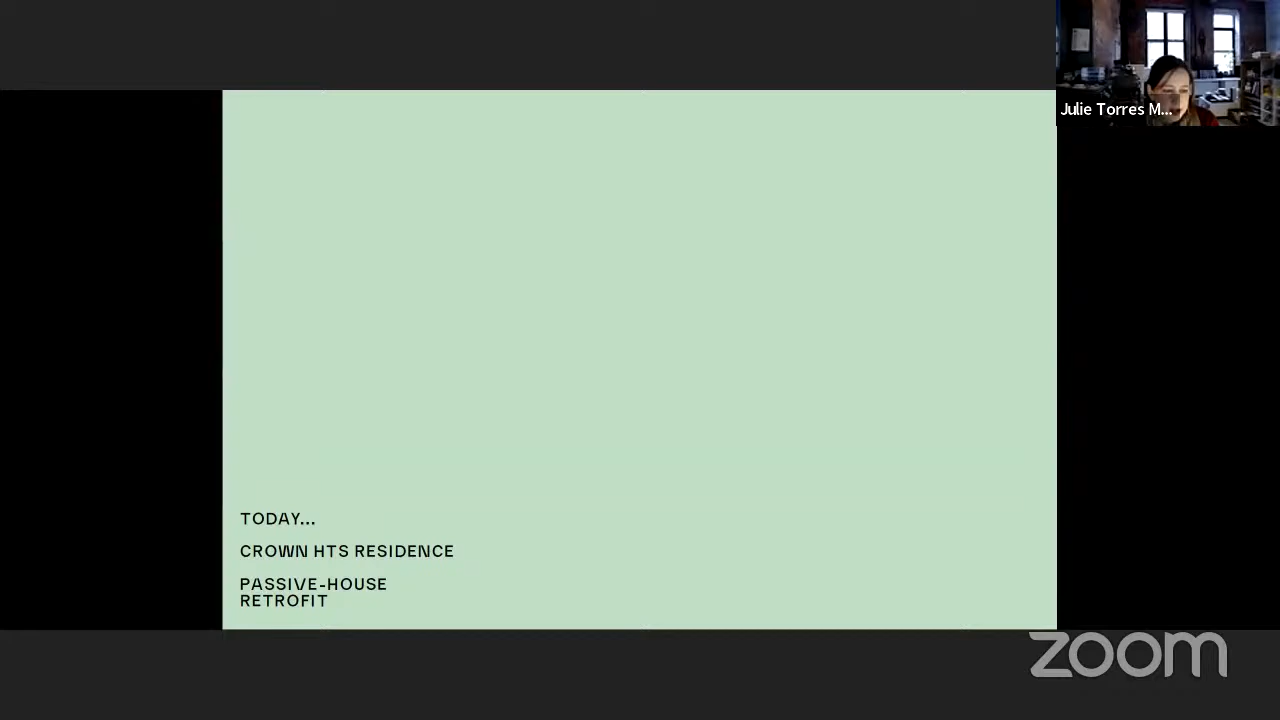 Julie Torres M...
TODAY...
CROWN HTS RESIDENCE
PASSIVE-HOUSE
RETROFIT
zoom